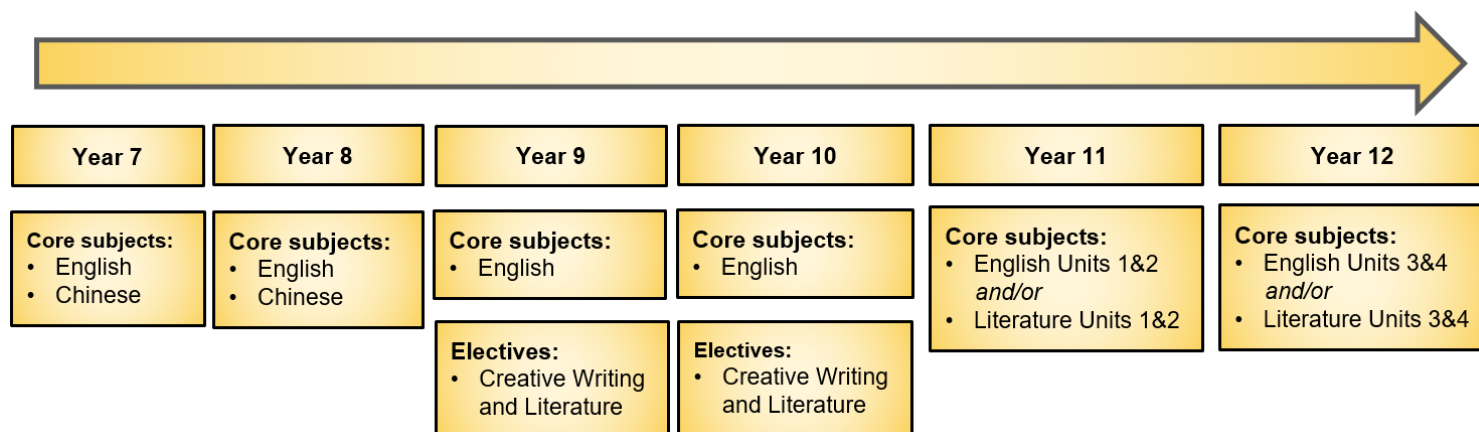 Year 7
Year 8
Year 9
Year 10
Year 11
Year 12
Core subjects:
• English
• Chinese
Core subjects:
• English
• Chinese
Core subjects:
• English
Core subjects:
• English
Core subjects:
• English Units 1&2
and/or
• Literature Units 1&2
Core subjects:
• English Units 3&4
and/or
• Literature Units 3&4
Electives:
• Creative Writing
and Literature
Electives:
• Creative Writing
and Literature